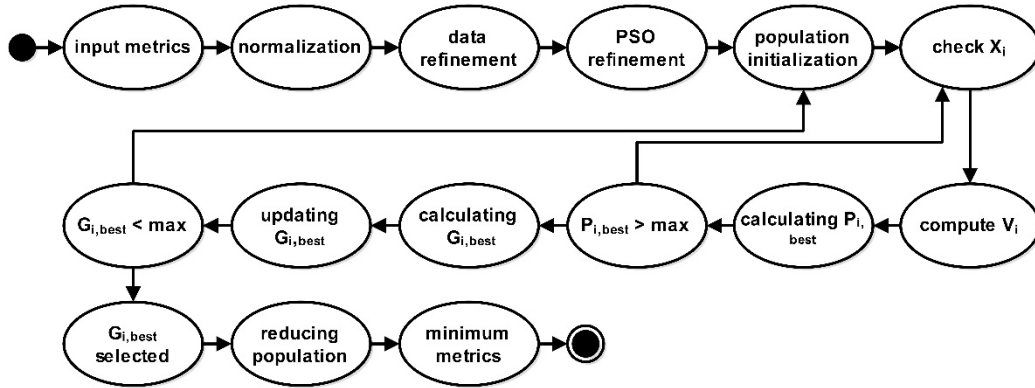 input metrics
normalization
data
refinement
PSO
refinement
population
initialization
check Xi
Gi,best < max
updating
Gi,best
calculating
Gi,best
Pi,best > max
calculating Pi,
best
compute Vi
Gi,best
selected
reducing
population
minimum
metrics